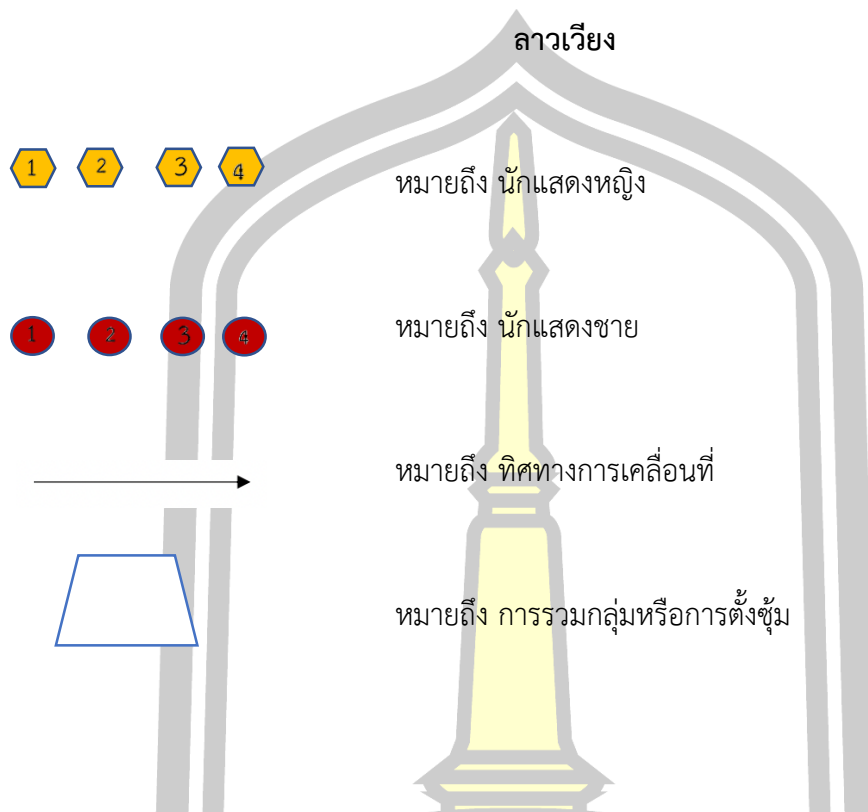 ลาวเวียง
1 2 3 4 หมายถึง นักแสดงหญิง
1 2 3 4 หมายถึง นักแสดงชาย
หมายถึง ทิศทางการเคลื่อนที่
หมายถึง การรวมกลุ่มหรือการตั้งซุ้ม